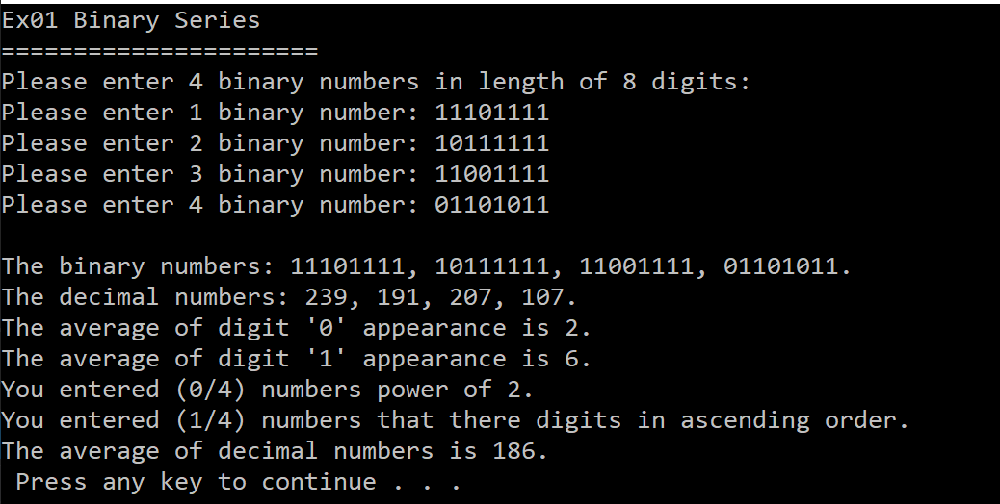 Ex01 Binary Series
======================
Please enter 4 binary numbers in length of 8 digits:
Please enter 1 binary number: 11101111
Please enter 2 binary number: 10111111
Please enter 3 binary number: 11001111
Please enter 4 binary number: 01101011
The binary numbers: 11101111, 10111111, 11001111, 01101011.
The decimal numbers: 239, 191, 207, 107.
The average of digit '0' appearance is 2.
The average of digit '1' appearance is 6.
You entered (0/4) numbers power of 2.
You entered (1/4) numbers that there digits in ascending order.
The average of decimal numbers is 186.
Press any key to continue . . .